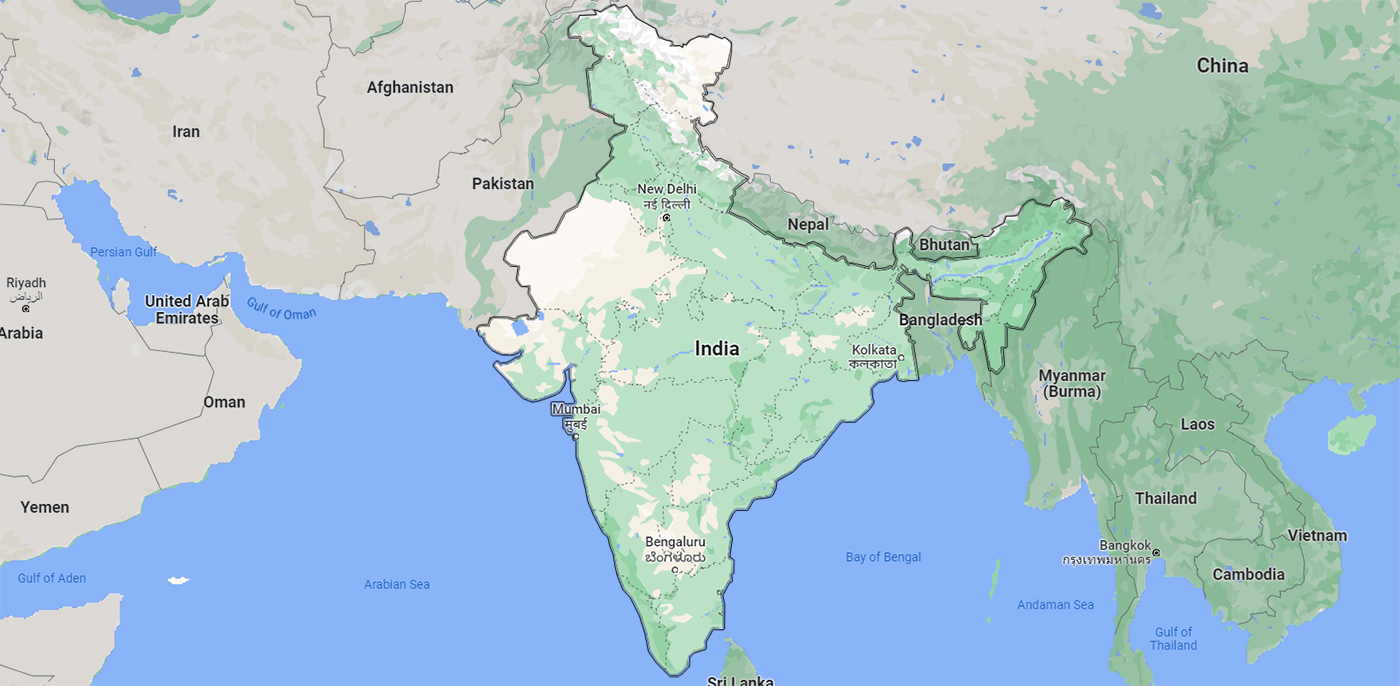 China
Afghanistan
Iran
Pakistan
New Delhi
नई दिल्ली
Nepal
Bhutan
Persian Gulf
Riyadh
الرياض
United Arab
Emirates
Gulf of Oman
Arabia
Bangladesh
India
Kolkata
কলকাতা
Myanmar
(Burma)
Oman
Mumbai
मुंबई
Laos
Thailand
Yemen
Vietnam
Bengaluru
ಬೆಂಗಳೂರು
Bangkok
กรุงเทพมหานคร
Bay of Bengal
Gulf of Aden
Arabian Sea
Cambodia
Andaman Sea
Gulf of
Thailand
Sri Lanka